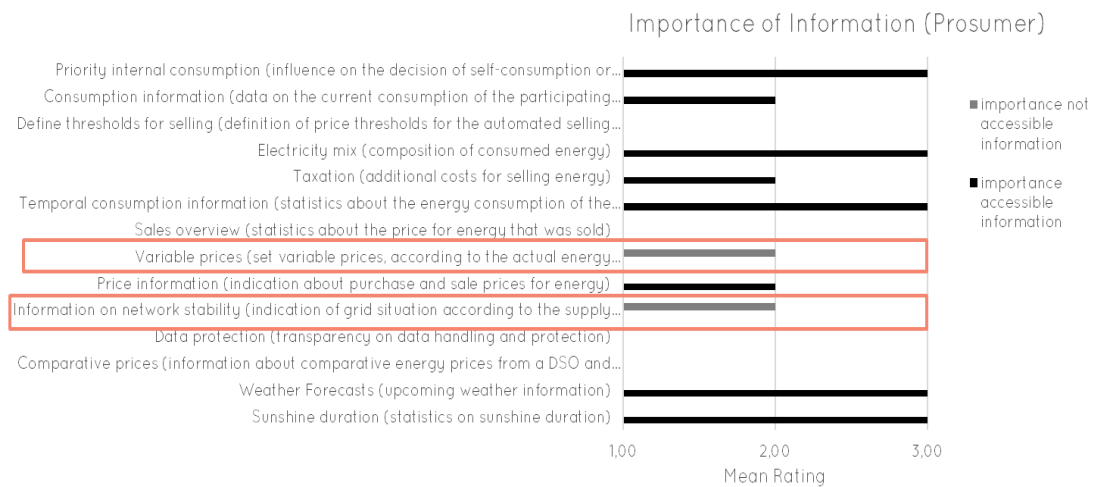 Importance of Information (Prosumer)
Priority internal consumption (influence on the decision of self-consumption or...
Consumption information (data on the current consumption of the participating...
Define thresholds for selling (definition of price thresholds for the automated selling...
Electricity mix (composition of consumed energy)
Taxation (additional costs for selling energy)
Temporal consumption information (statistics about the energy consumption of the...
Sales overview (statistics about the price for energy that was sold)
Variable prices (set variable prices, according to the actual energy...
Price information (indication about purchase and sale prices for energy)
Information on network stability (indication of grid situation according to the supply...
Data protection (transparency on data handling and protection)
Comparative prices (information about comparative energy prices from a DSO and...
Weather Forecasts (upcoming weather information)
Sunshine duration (statistics on sunshine duration)
1,00 2,00 3,00
Mean Rating
importance not
accessible
information
importance
accessible
information